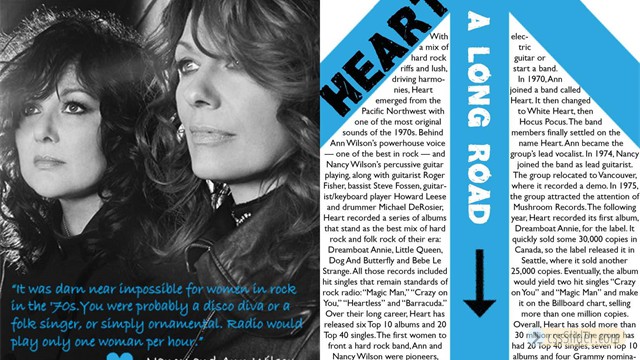 "It was darn near impossible for women in rock
in the '70s. You were probably a disco diva or a
folk singer, or simply ornamental. Radio would
play only one woman per hour."
HEART
A LONG ROAD
With
a mix of
hard rock
riffs and lush,
driving harmo-
nies, Heart
emerged from the
Pacific Northwest with
one of the most original
sounds of the 1970s. Behind
Ann Wilson's powerhouse voice
— one of the best in rock — and
Nancy Wilson's percussive guitar
playing, along with guitarist Roger
Fisher, bassist Steve Fossen, guitar-
ist/keyboard player Howard Leese
and drummer Michael DeRosier,
Heart recorded a series of albums
that stand as the best mix of hard
rock and folk rock of their era:
Dreamboat Annie, Little Queen,
Dog And Butterfly and Bebe Le
Strange. All those records included
hit singles that remain standards of
rock radio: "Magic Man," "Crazy on
You," "Heartless" and "Barracuda."
Over their long career, Heart has
released six Top 10 albums and 20
Top 40 singles. The first women to
front a hard rock band, Ann and
Nancy Wilson were pioneers,
elec-
tric
guitar or
start a band.
In 1970, Ann
joined a band called
Heart. It then changed
to White Heart, then
Hocus Pocus. The band
members finally settled on the
name Heart. Ann became the
group's lead vocalist. In 1974, Nancy
joined the band as lead guitarist.
The group relocated to Vancouver,
where it recorded a demo. In 1975,
the group attracted the attention of
Mushroom Records. The following
year, Heart recorded its first album,
Dreamboat Annie, for the label. It
quickly sold some 30,000 copies in
Canada, so the label released it in
Seattle, where it sold another
25,000 copies. Eventually, the album
would yield two hit singles "Crazy
on You" and "Magic Man" and make
it on the Billboard chart, selling
more than one million copies.
Overall, Heart has sold more than
30 records
20 Top 40 singles, seven Top 10
albums and four Grammy nomi-